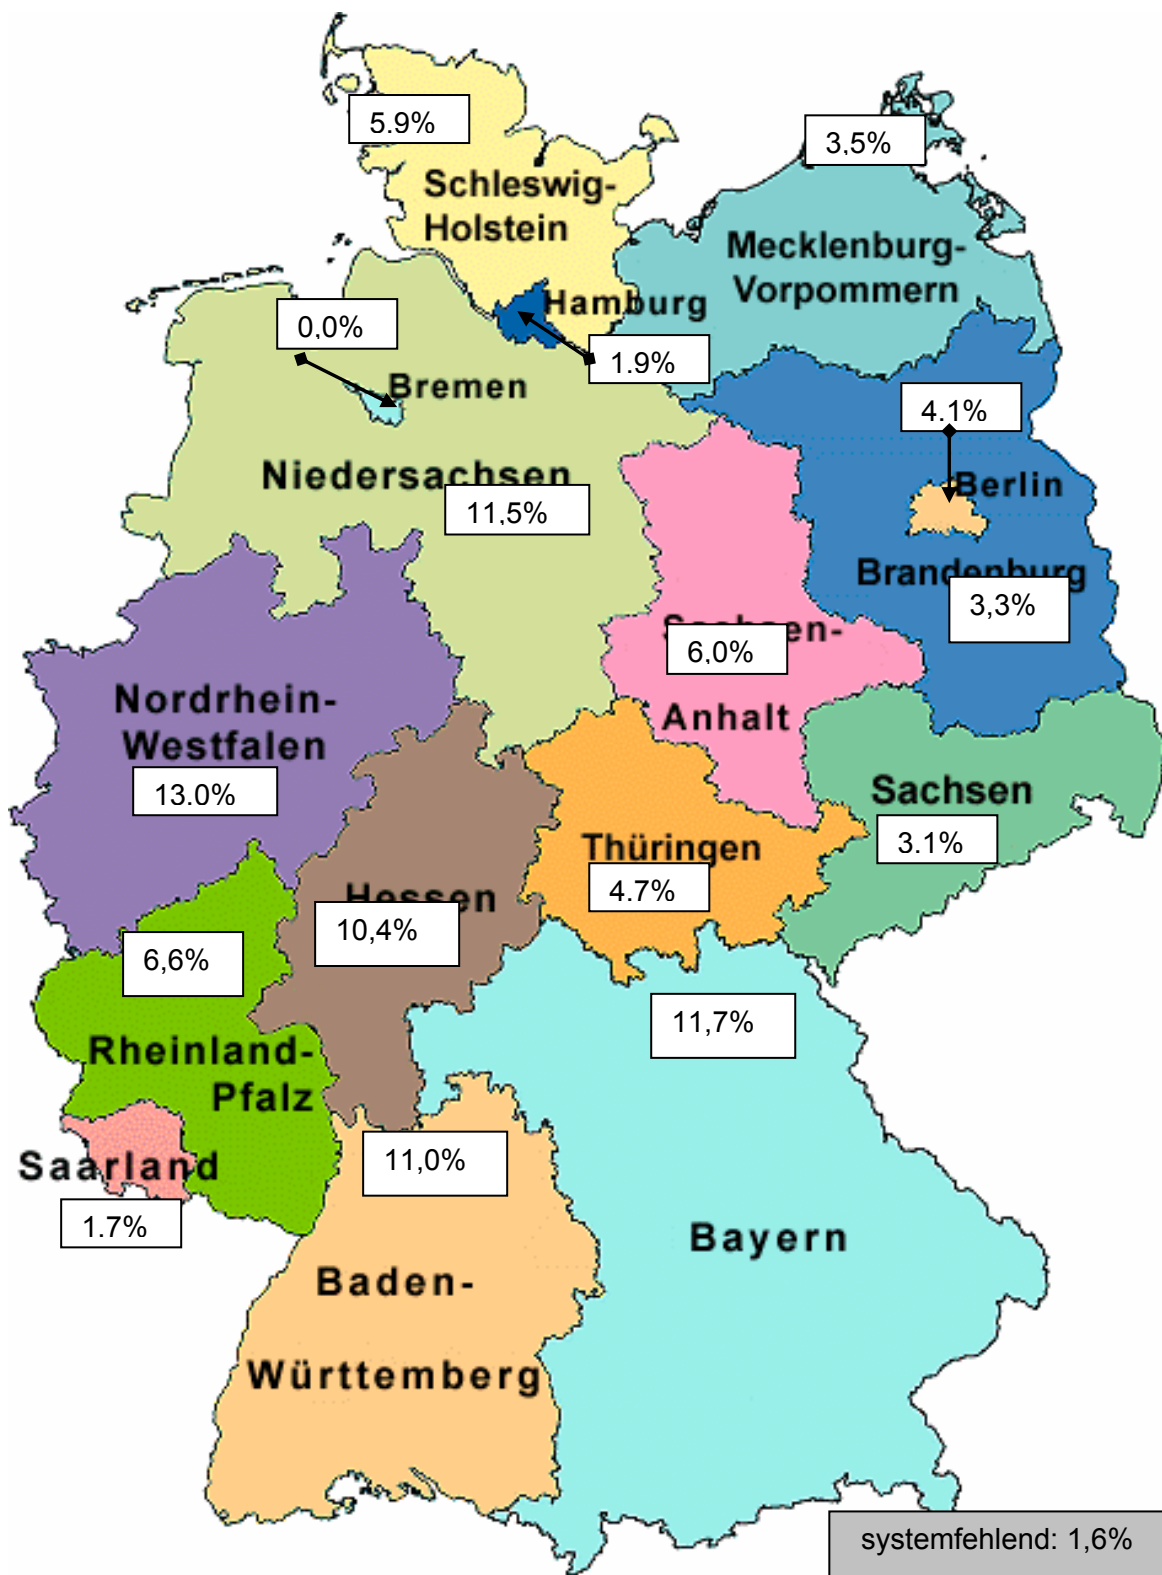 5.9%
3,5%
Schleswig-
Holstein
Mecklenburg-
Vorpommern
Hamburg
0,0%
1.9%
Bremen
4.1%
Niedersachsen
Berlin
11,5%
Brandenburg
3,3%
Sachsen-
6,0%
Anhalt
Nordrhein-
Westfalen
13.0%
Sachsen
3.1%
Thüringen
4.7%
Hessen
10,4%
6,6%
11,7%
Rheinland-
Pfalz
Saarland
1.7%
11,0%
Bayern
Baden-
Württemberg
systemfehlend: 1,6%